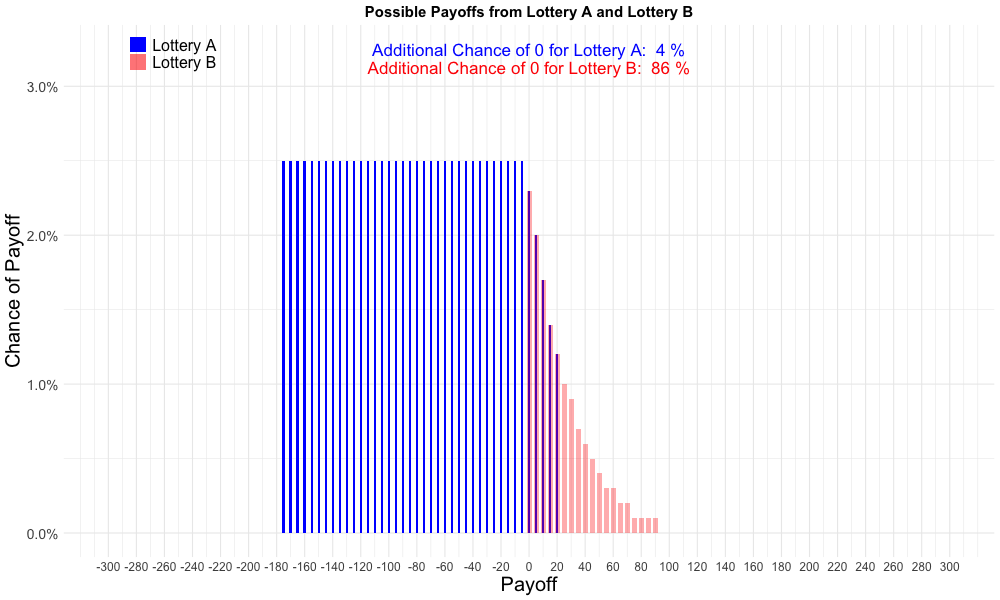 Possible Payoffs from Lottery A and Lottery B
Lottery A
Lottery B
Additional Chance of 0 for Lottery A:  4 %
Additional Chance of 0 for Lottery B:  86 %
Chance of Payoff
3.0%
2.0%
1.0%
0.0%
-300 -280 -260 -240 -220 -200 -180 -160 -140 -120 -100 -80 -60 -40 -20 0 20 40 60 80 100 120 140 160 180 200 220 240 260 280 300
Payoff